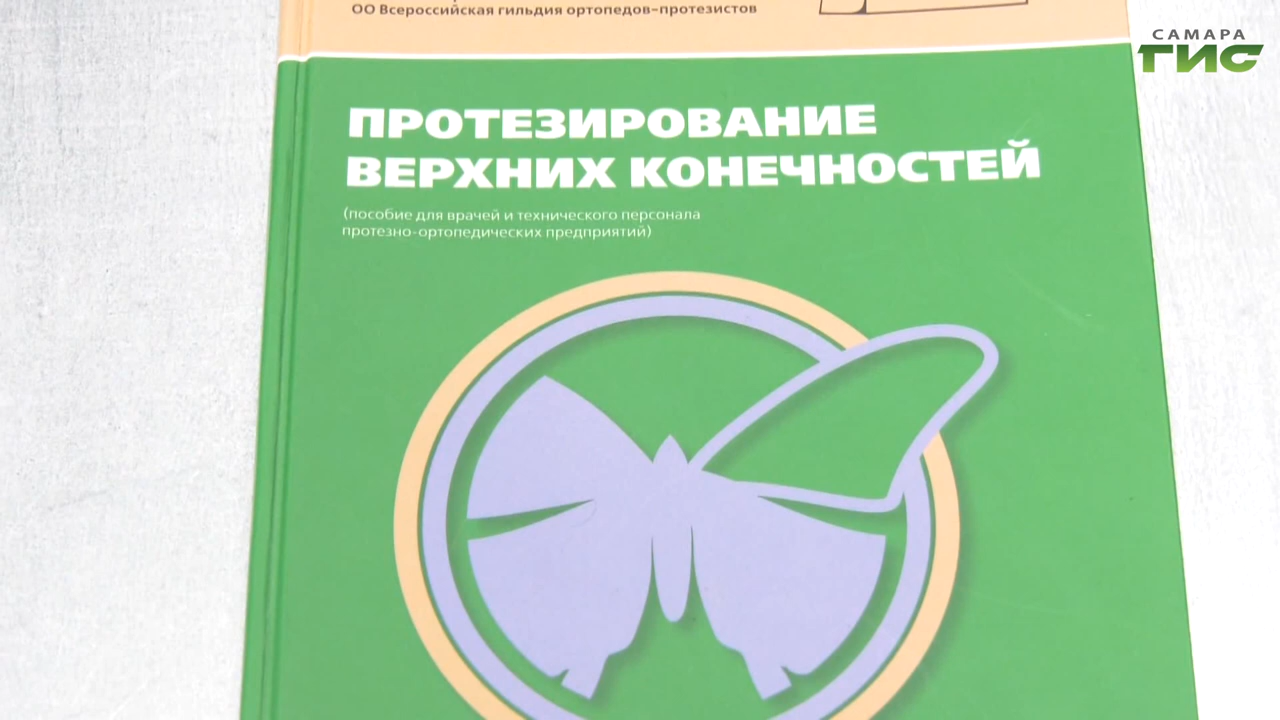 ОО Всероссийская гильдия ортопедов-протезистов
САМАРА
ГИС
ПРОТЕЗИРОВАНИЕ
ВЕРХНИХ КОНЕЧНОСТЕЙ
(пособие для врачей и технического персонала
протезно-ортопедических предприятий)